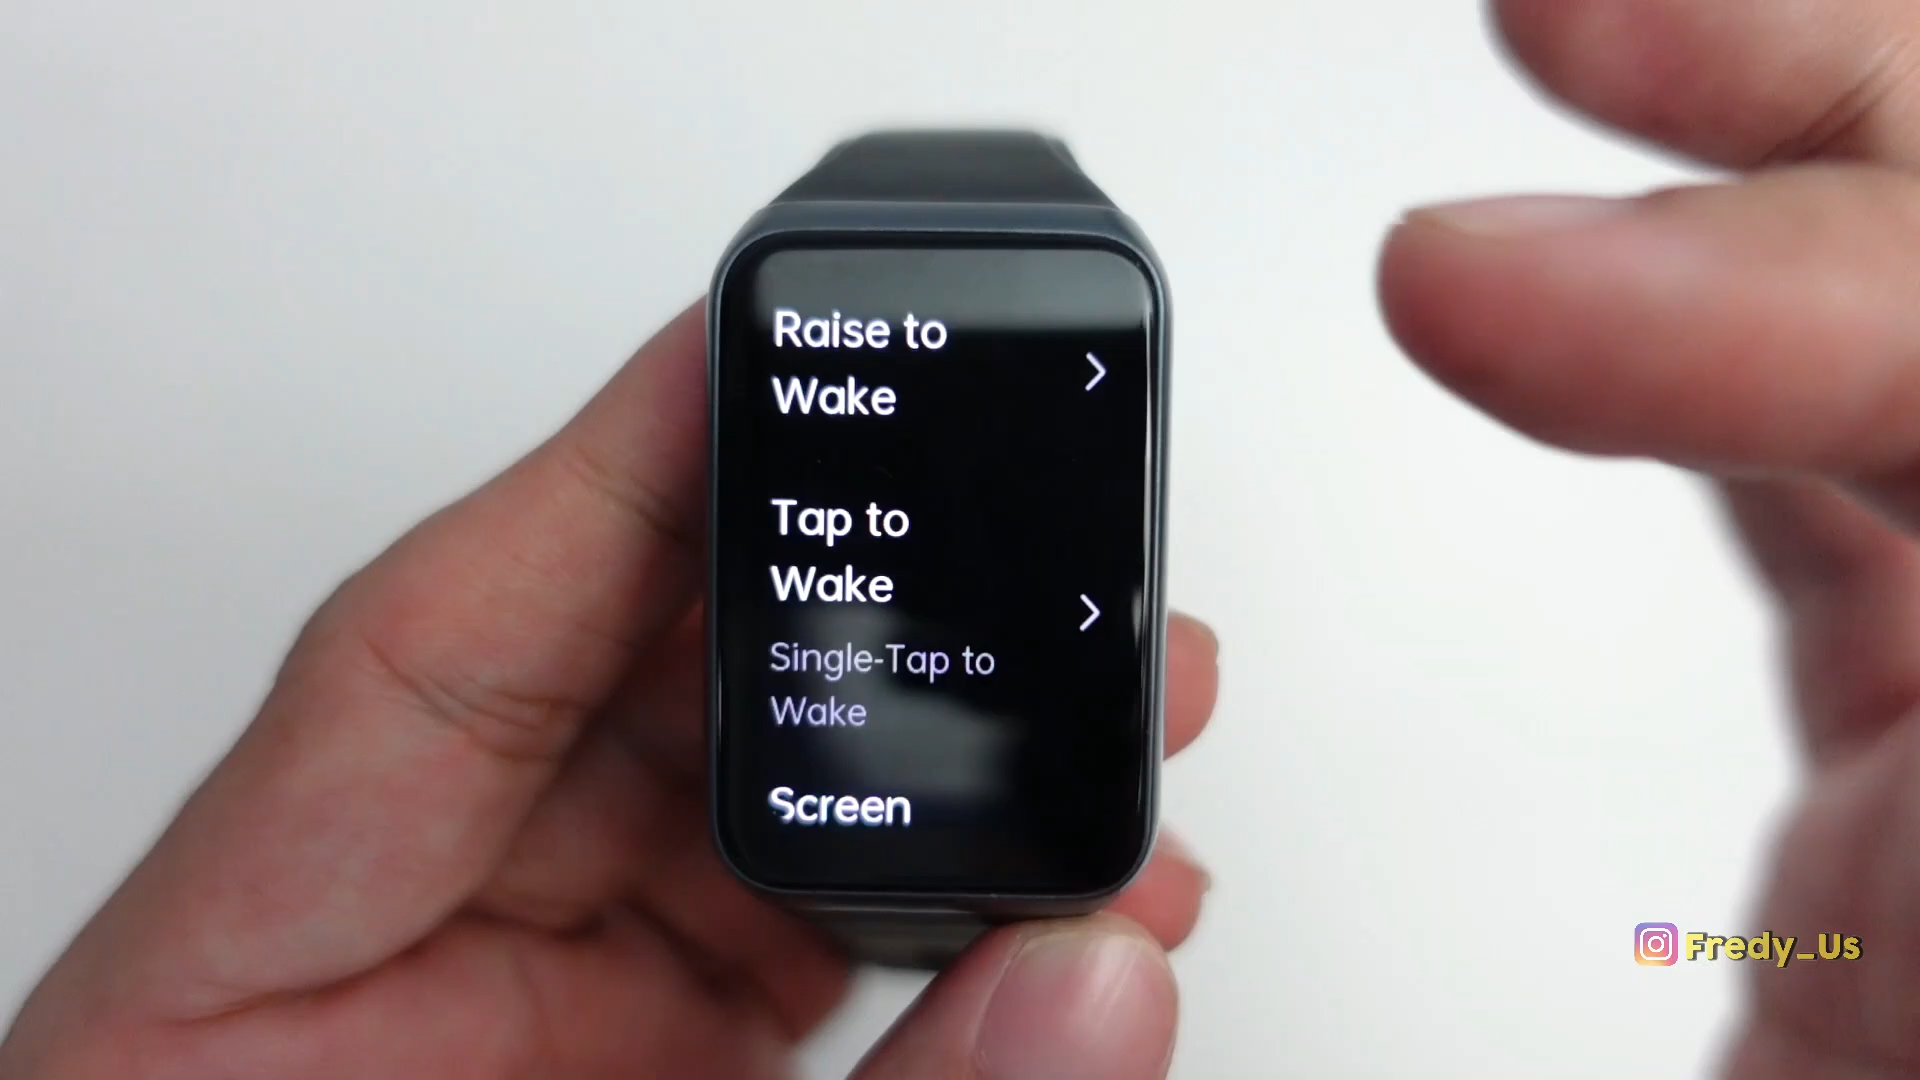 Raise to
Wake
Tap to
Wake
Single-Tap to
Wake
Screen
Fredy_Us